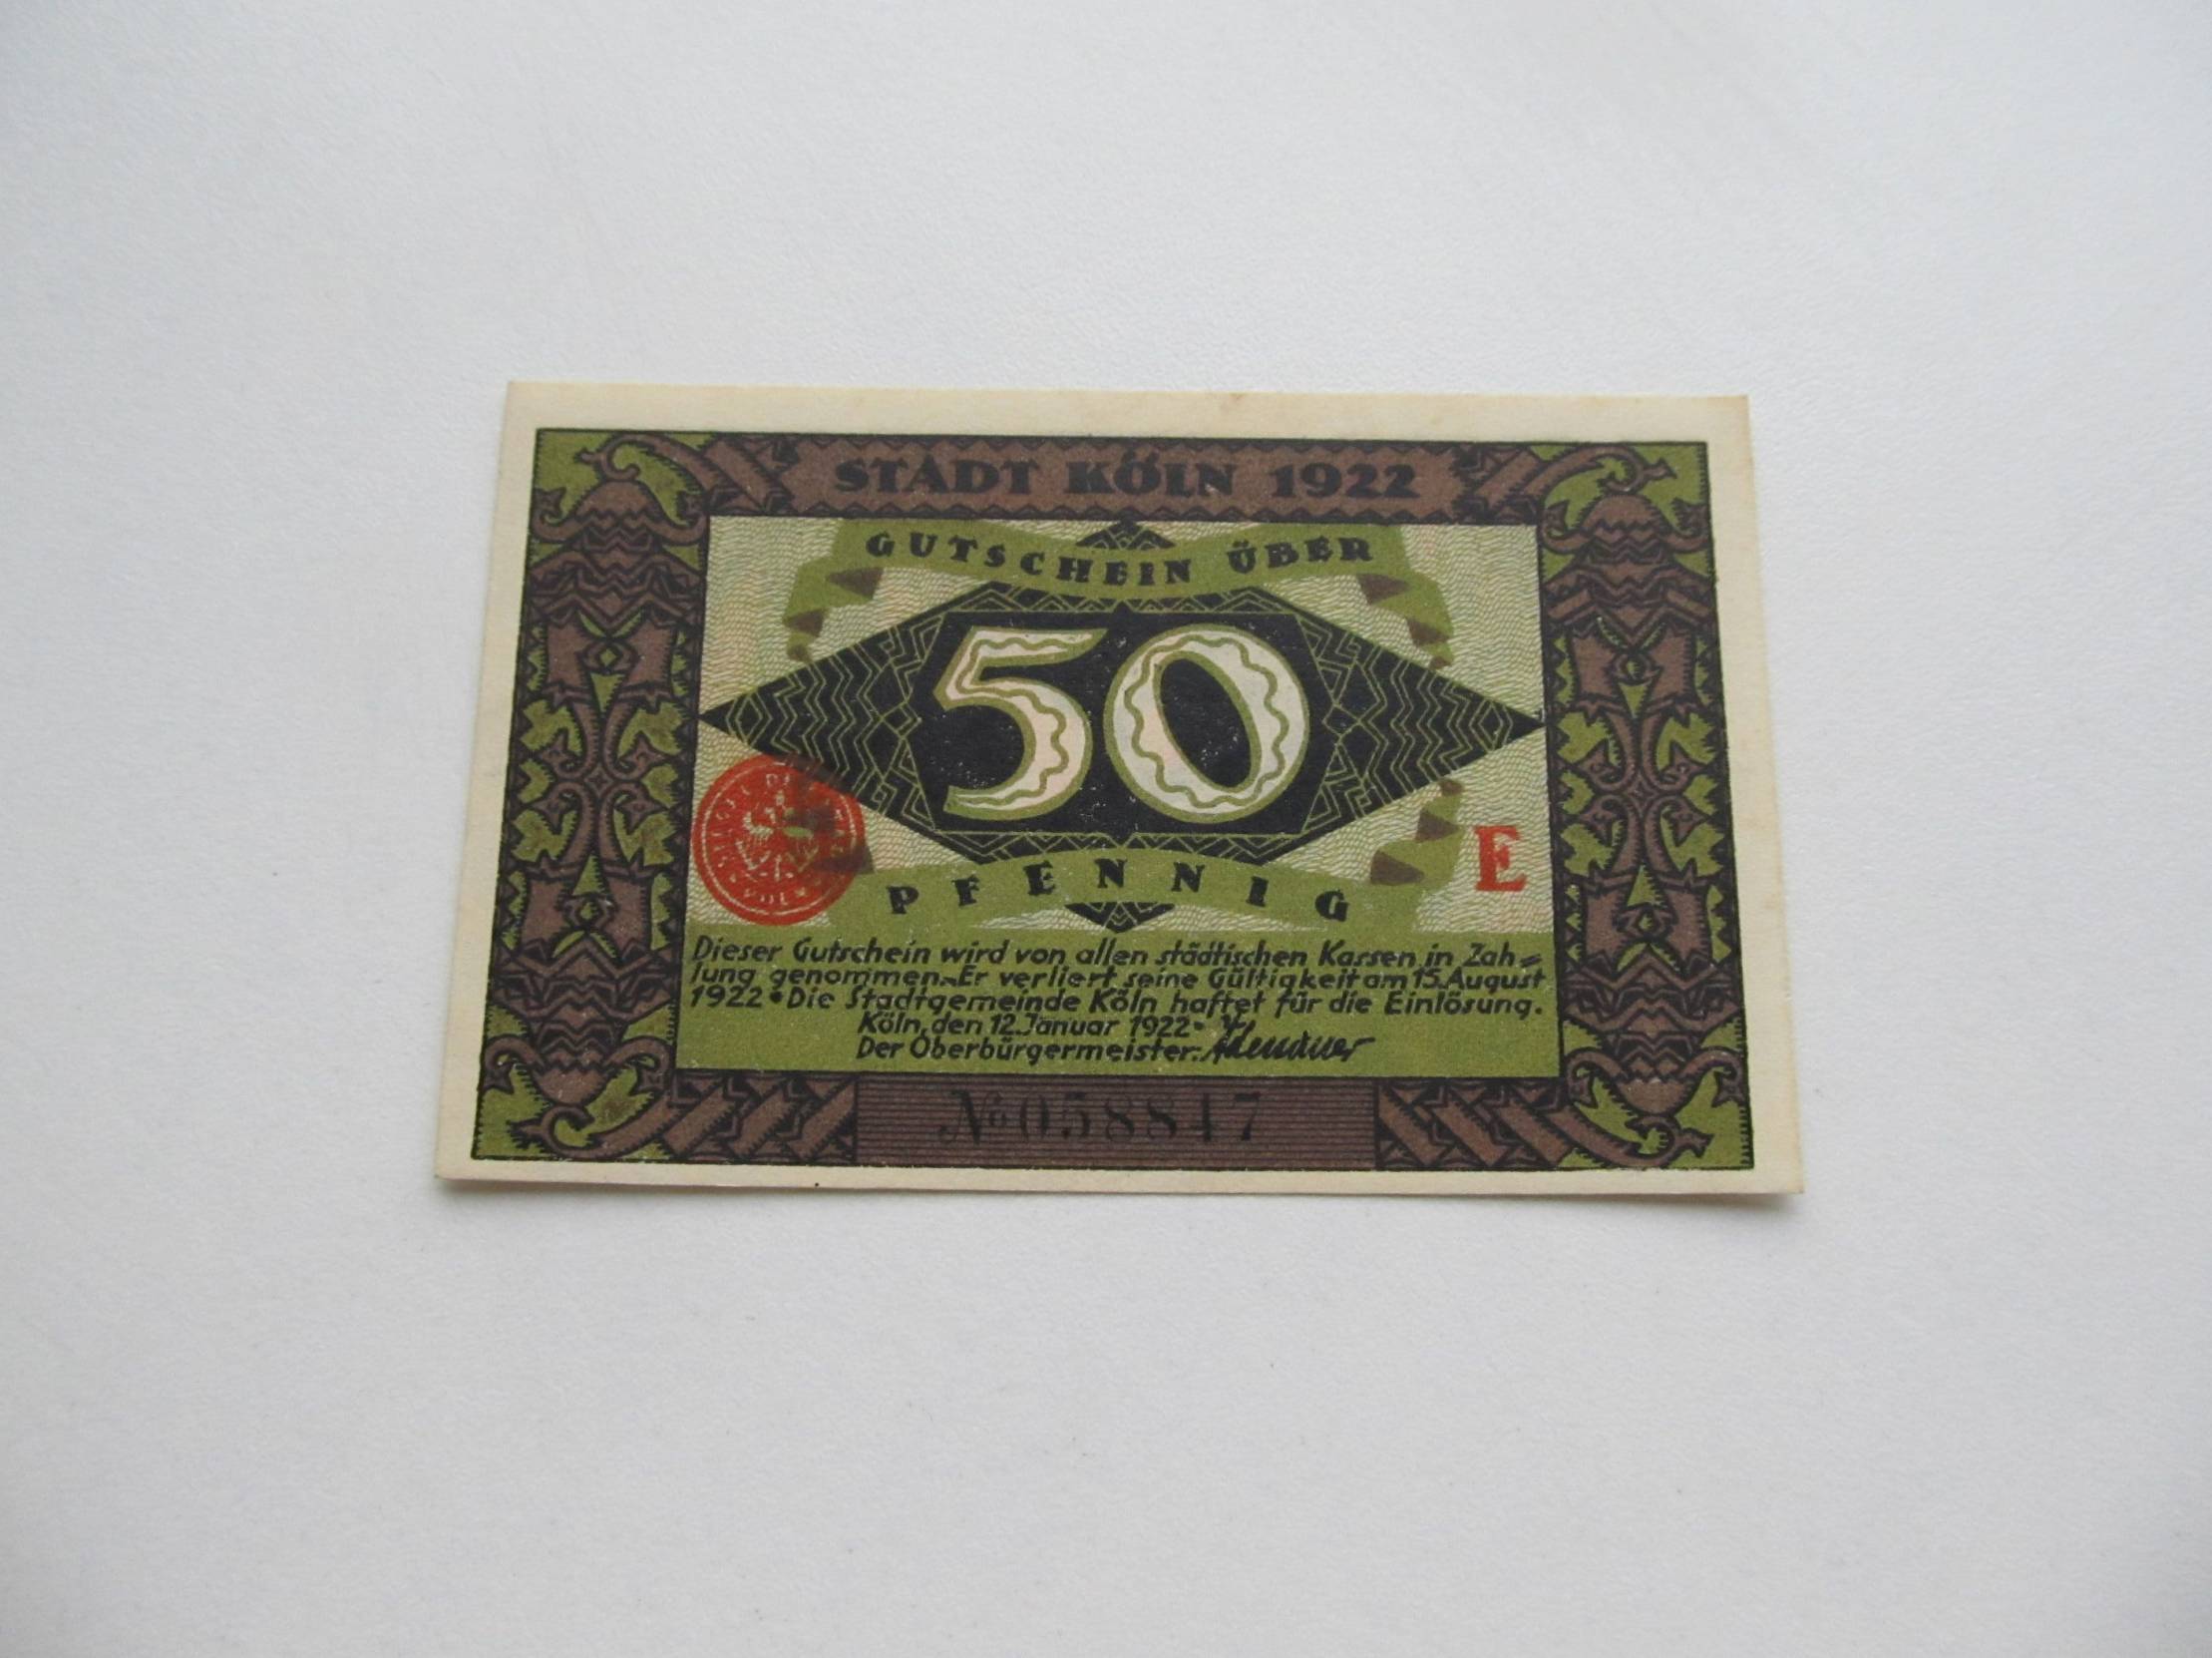 STADT KÖLN 1922
GUTSCHEIN ÜBER
50
PFENNIG
E
Dieser Gutschein wird von allen städtischen Kassen in Zah=
lung genommen. Er verliert seine Gültigkeit am 15. August
1922 • Die Stadtgemeinde Köln haftet für die Einlösung.
Köln, den 12. Januar 1922 •
Der Oberbürgermeister: Adenauer
№ 058847